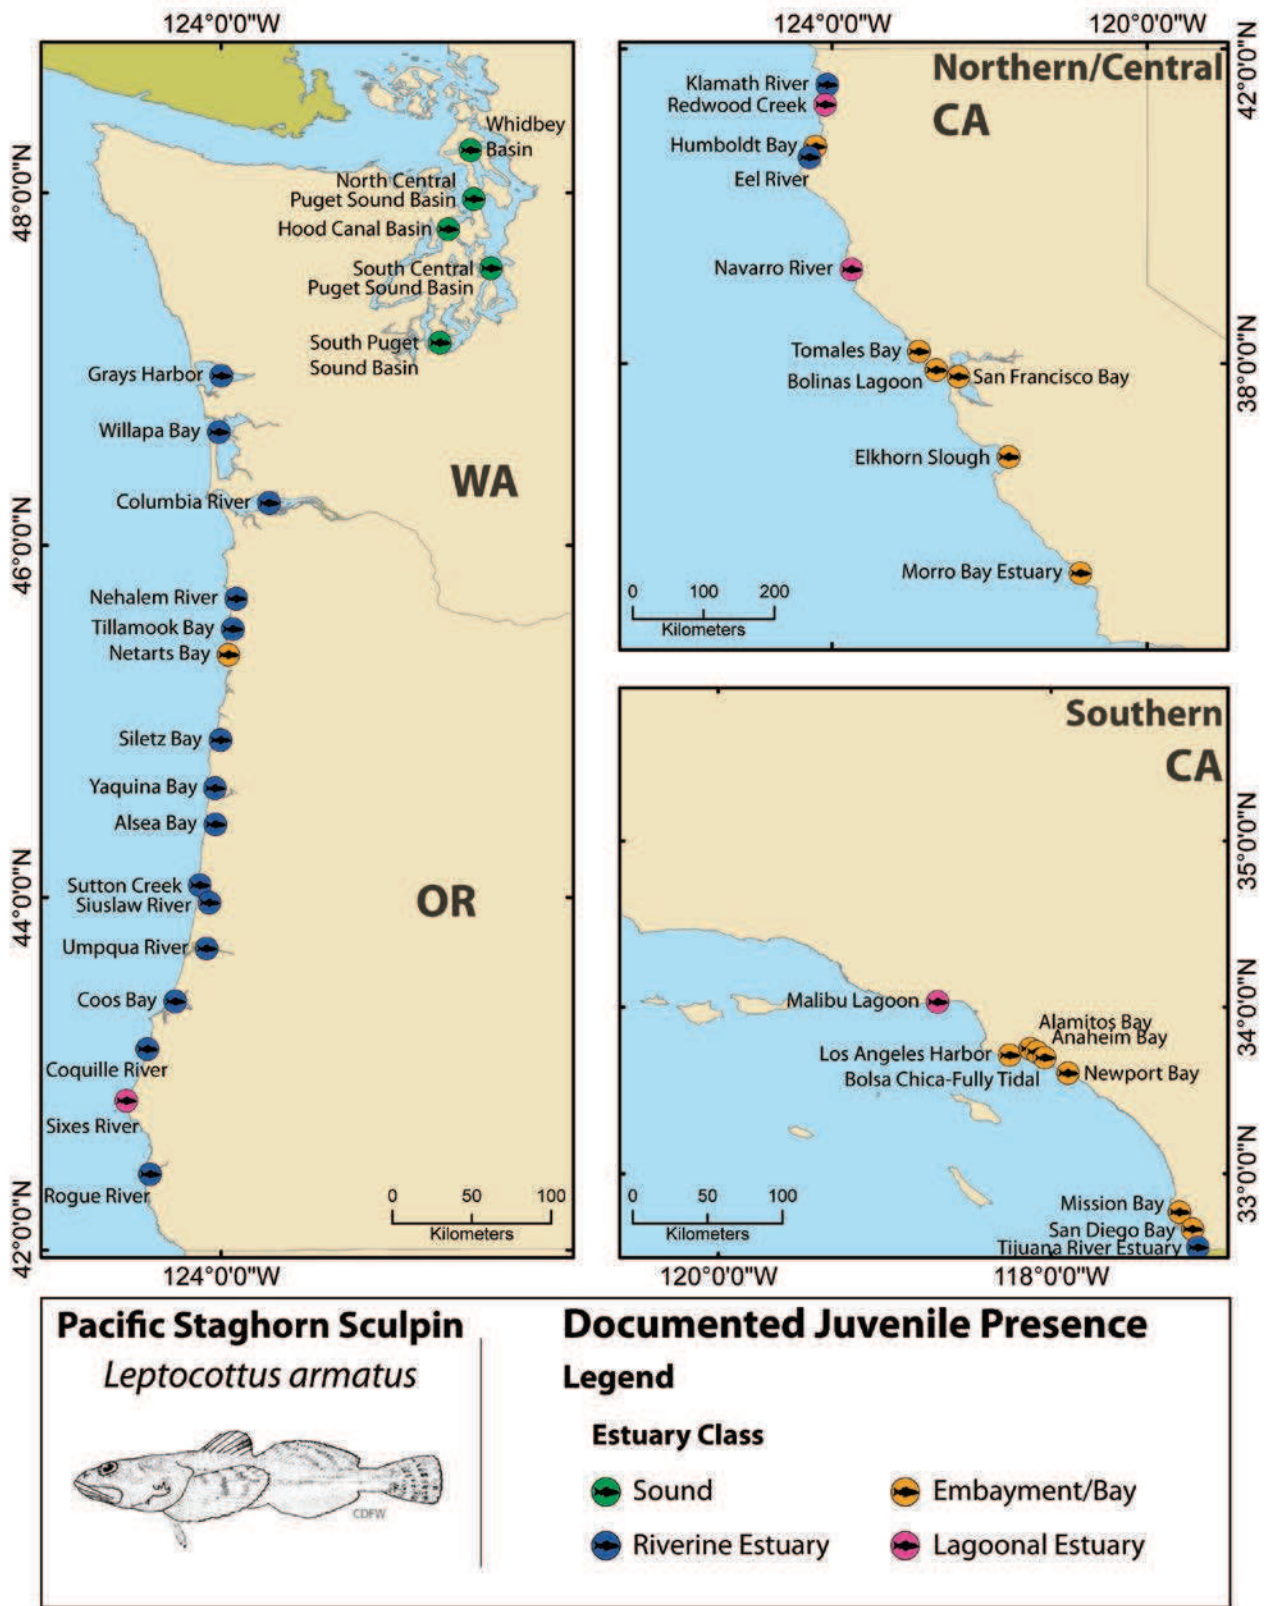 124°0'0"W
48°0'0"N
46°0'0"N
44°0'0"N
42°0'0"N
Whidbey
Basin
North Central
Puget Sound Basin
Hood Canal Basin
South Central
Puget Sound Basin
South Puget
Sound Basin
Grays Harbor
Willapa Bay
WA
Columbia River
Nehalem River
Tillamook Bay
Netarts Bay
Siletz Bay
Yaquina Bay
Alsea Bay
Sutton Creek
Siuslaw River
OR
Umpqua River
Coos Bay
Coquille River
Sixes River
Rogue River
0 50 100
Kilometers
124°0'0"W
124°0'0"W 120°0'0"W
42°0'0"N
38°0'0"N
Northern/Central
CA
Klamath River
Redwood Creek
Humboldt Bay
Eel River
Navarro River
Tomales Bay
Bolinas Lagoon
San Francisco Bay
Elkhorn Slough
Morro Bay Estuary
0 100 200
Kilometers
Southern
CA
35°0'0"N
34°0'0"N
33°0'0"N
Malibu Lagoon
Alamitos Bay
Anaheim Bay
Los Angeles Harbor
Bolsa Chica-Fully Tidal
Newport Bay
Mission Bay
San Diego Bay
Tijuana River Estuary
0 50 100
Kilometers
120°0'0"W 118°0'0"W
Pacific Staghorn Sculpin
Leptocottus armatus
CDFW
Documented Juvenile Presence
Legend
Estuary Class
Sound
Embayment/Bay
Riverine Estuary
Lagoonal Estuary